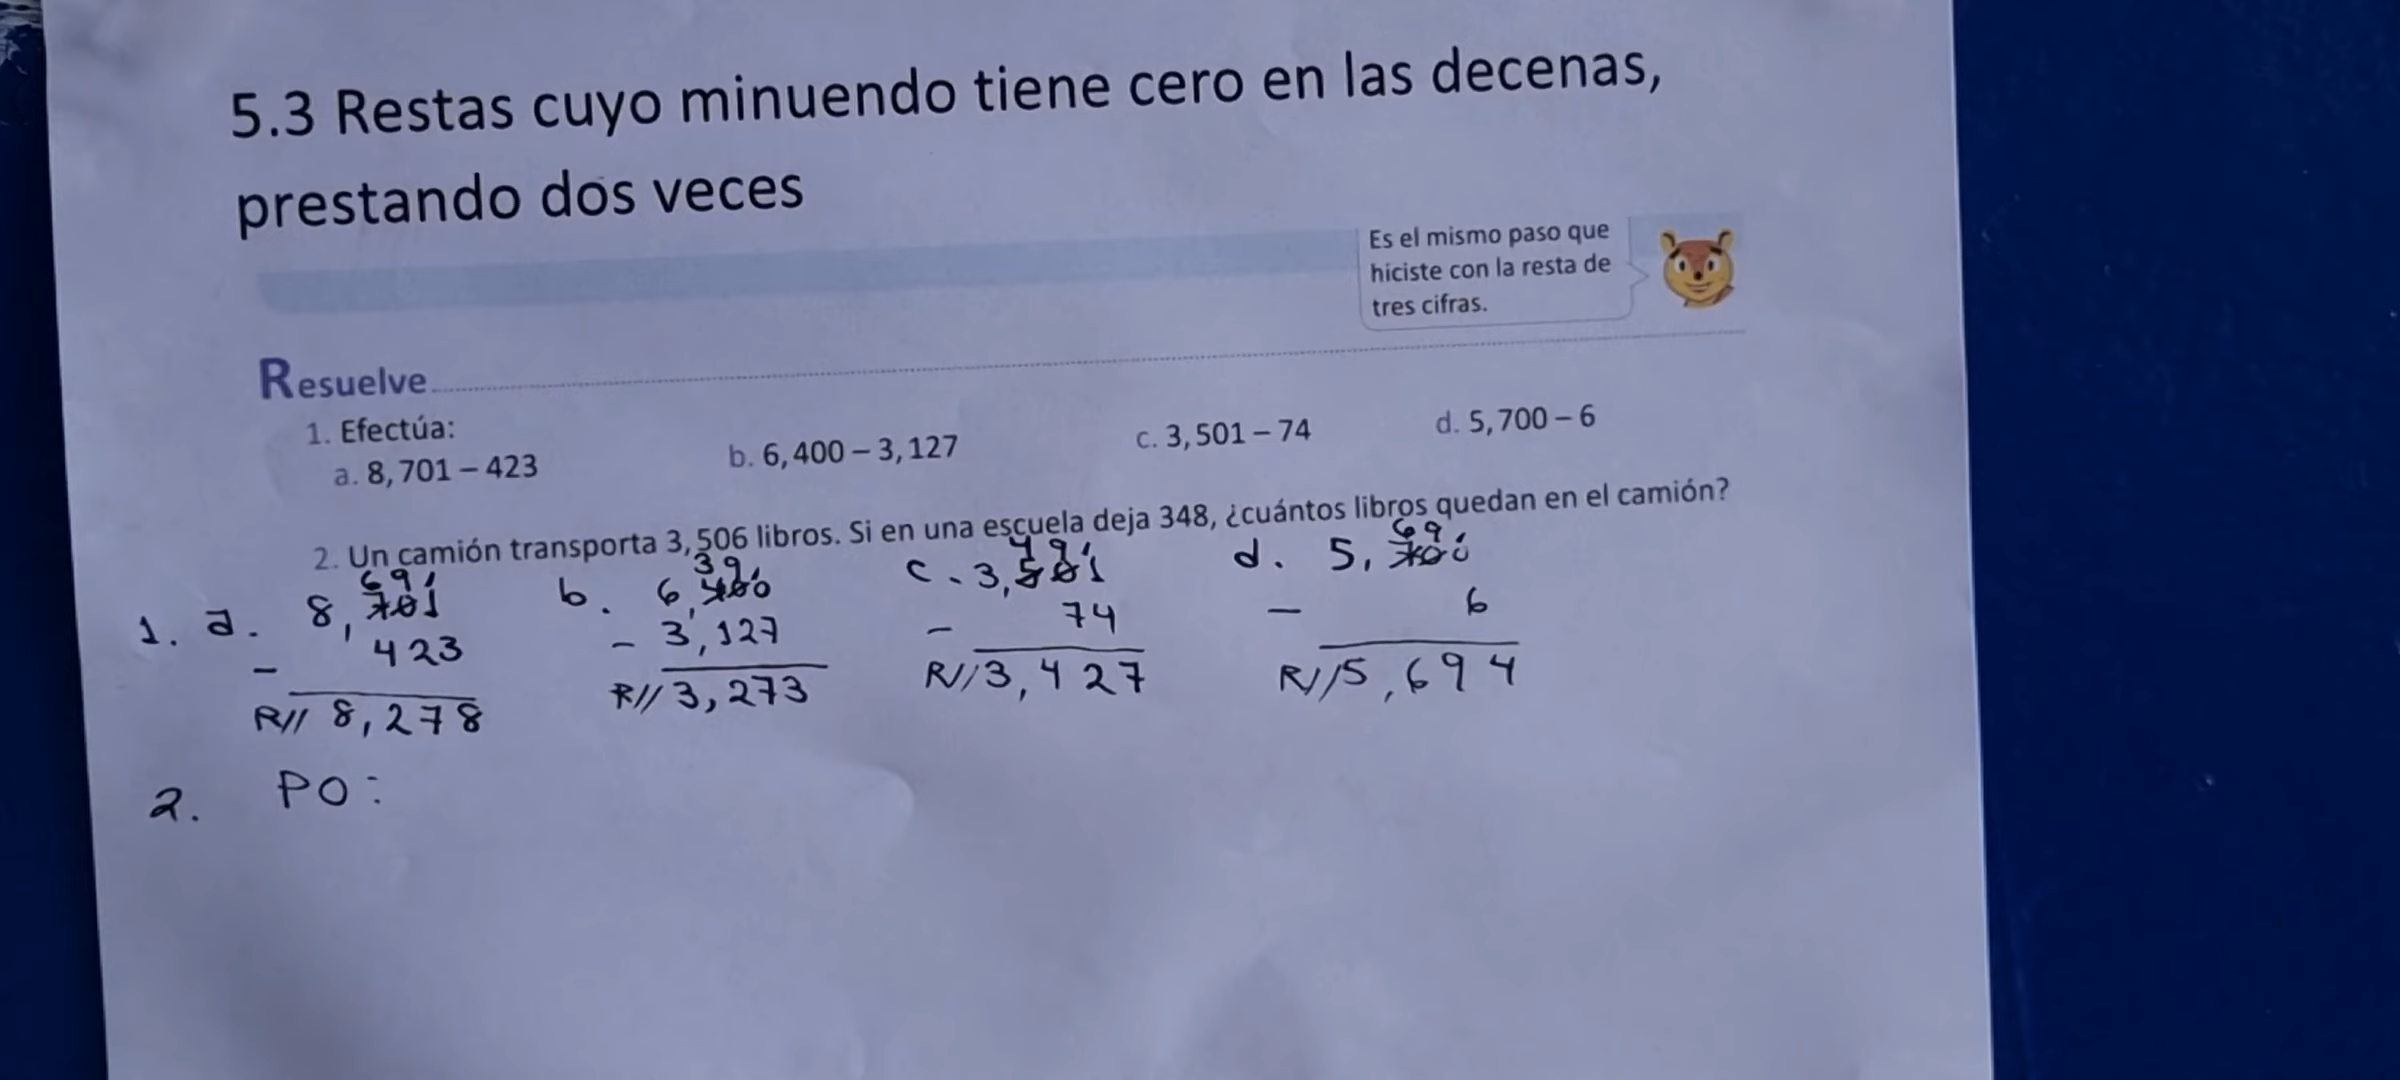 5.3 Restas cuyo minuendo tiene cero en las decenas,
prestando dos veces
Es el mismo paso que
hiciste con la resta de
tres cifras.
Resuelve
1. Efectúa:
a. 8,701 – 423 b. 6,400 – 3,127 c. 3,501 – 74 d. 5,700 – 6
2. Un camión transporta 3,506 libros. Si en una escuela deja 348, ¿cuántos libros quedan en el camión?
691 391 491 691
1. a. 8,701 b. 6,400 c. 3,501 d. 5,700
- 423 - 3,127 - 74 - 6
R// 8,278 R// 3,273 R// 3,427 R// 5,694
2. PO: